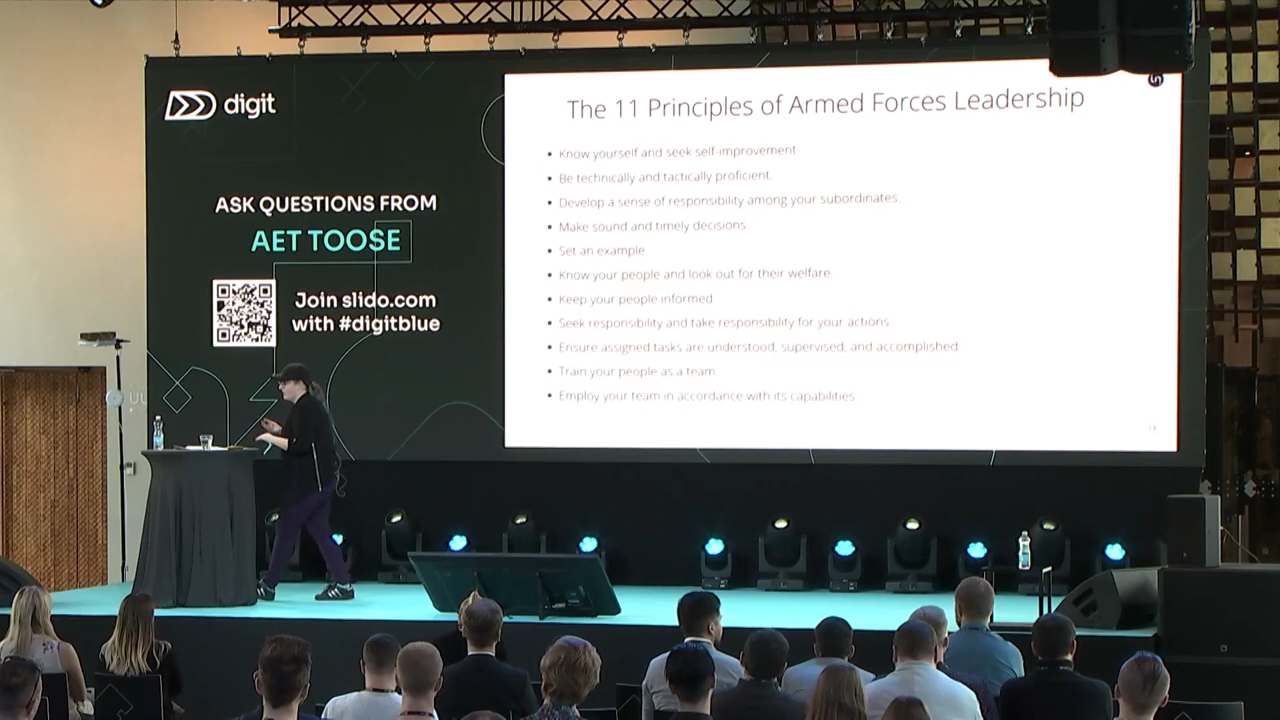 digit
ASK QUESTIONS FROM
AET TOOSE
Join slido.com
with #digitblue
The 11 Principles of Armed Forces Leadership
Know yourself and seek self-improvement.
Be technically and tactically proficient.
Develop a sense of responsibility among your subordinates.
Make sound and timely decisions.
Set an example
Know your people and look out for their welfare
Keep your people informed
Seek responsibility and take responsibility for your actions
Ensure assigned tasks are understood, supervised, and accomplished
Train your people as a team
Employ your team in accordance with its capabilities